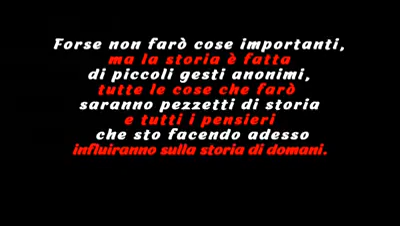 Forse non farò cose importanti,
ma la storia è fatta
di piccoli gesti anonimi,
tutte le cose che farò
saranno pezzetti di storia
e tutti i pensieri
che sto facendo adesso
influiranno sulla storia di domani.